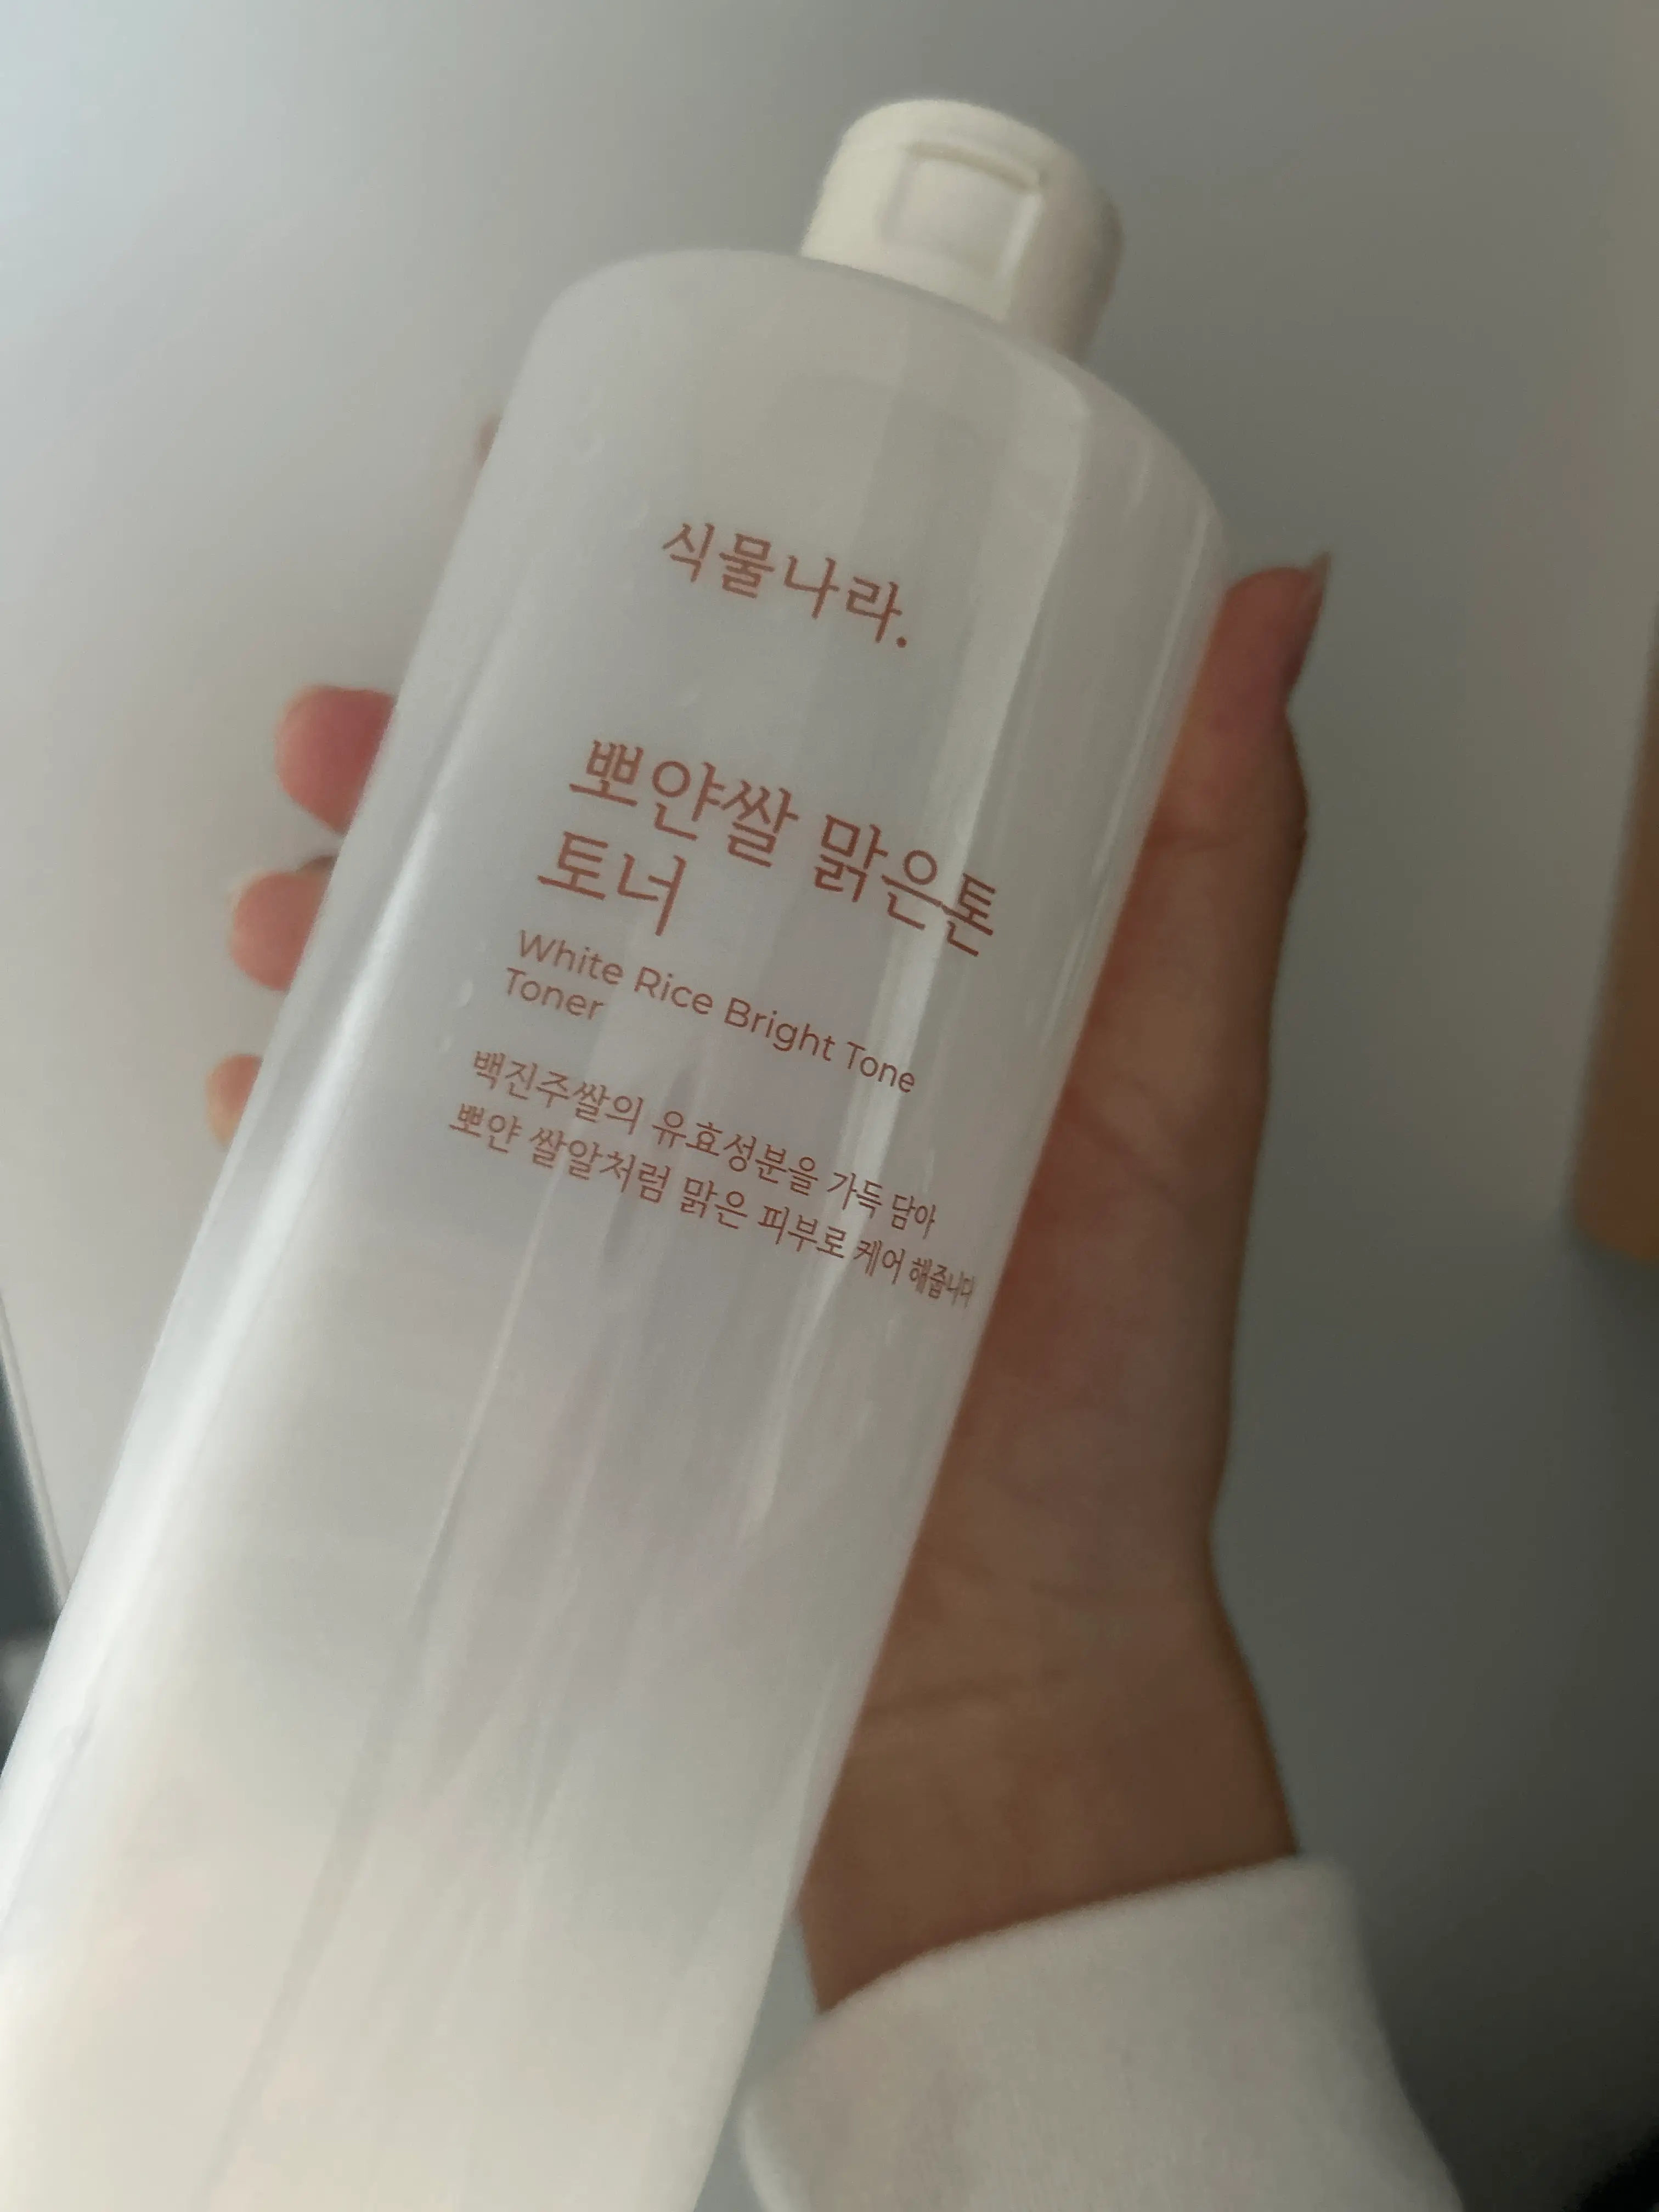 식물나라.
뽀얀쌀 맑은톤
토너
White Rice Bright Tone
Toner
백진주쌀의 유효성분을 가득 담아
뽀얀 쌀알처럼 맑은 피부로 케어 해줍니다